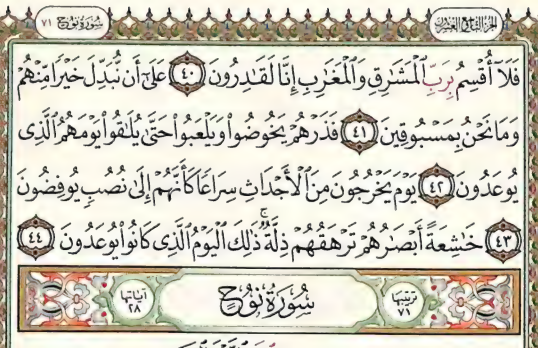 الجزء التاسع والعشرون
سُورَةُ نُوح ٧١
فَلَآ أُقْسِمُ بِرَبِّ ٱلْمَشَٰرِقِ وَٱلْمَغَٰرِبِ إِنَّا لَقَٰدِرُونَ ٤٠ عَلَىٰٓ أَن نُّبَدِّلَ خَيْرًا مِّنْهُمْ
وَمَا نَحْنُ بِمَسْبُوقِينَ ٤١ فَذَرْهُمْ يَخُوضُوا۟ وَيَلْعَبُوا۟ حَتَّىٰ يُلَٰقُوا۟ يَوْمَهُمُ ٱلَّذِى
يُوعَدُونَ ٤٢ يَوْمَ يَخْرُجُونَ مِنَ ٱلْأَجْدَاثِ سِرَاعًا كَأَنَّهُمْ إِلَىٰ نُصُبٍ يُوفِضُونَ
٤٣ خَٰشِعَةً أَبْصَٰرُهُمْ تَرْهَقُهُمْ ذِلَّةٌ ۚ ذَٰلِكَ ٱلْيَوْمُ ٱلَّذِى كَانُوا۟ يُوعَدُونَ ٤٤
ترتيبها ٧١ سُورَةُ نُوحٍ آياتها ٢٨